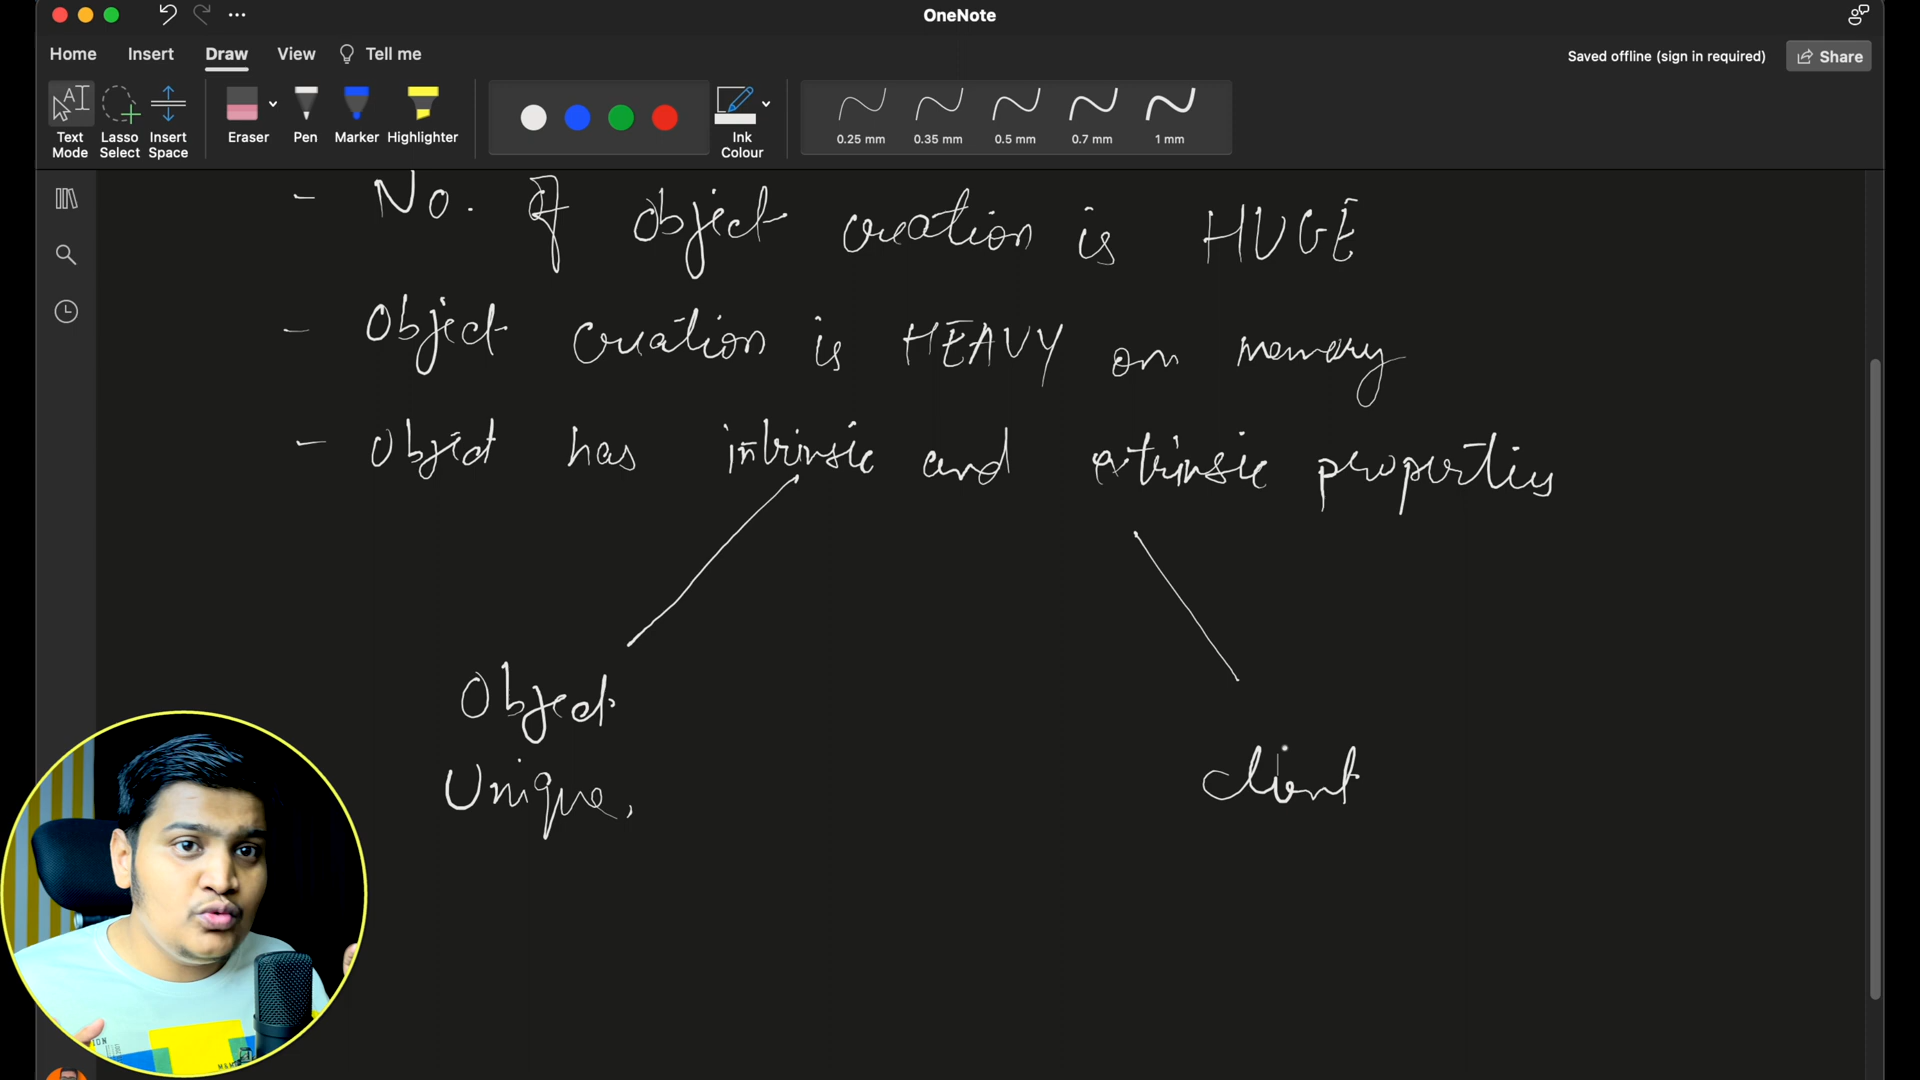 OneNote
Home Insert Draw View Tell me
Saved offline (sign in required) Share
Text Mode Lasso Select Insert Space Eraser Pen Marker Highlighter Ink Colour 0.25 mm 0.35 mm 0.5 mm 0.7 mm 1 mm
- No. of object creation is HUGE
- Object creation is HEAVY on memory
- Object has intrinsic and extrinsic properties
Object
Unique,
Client